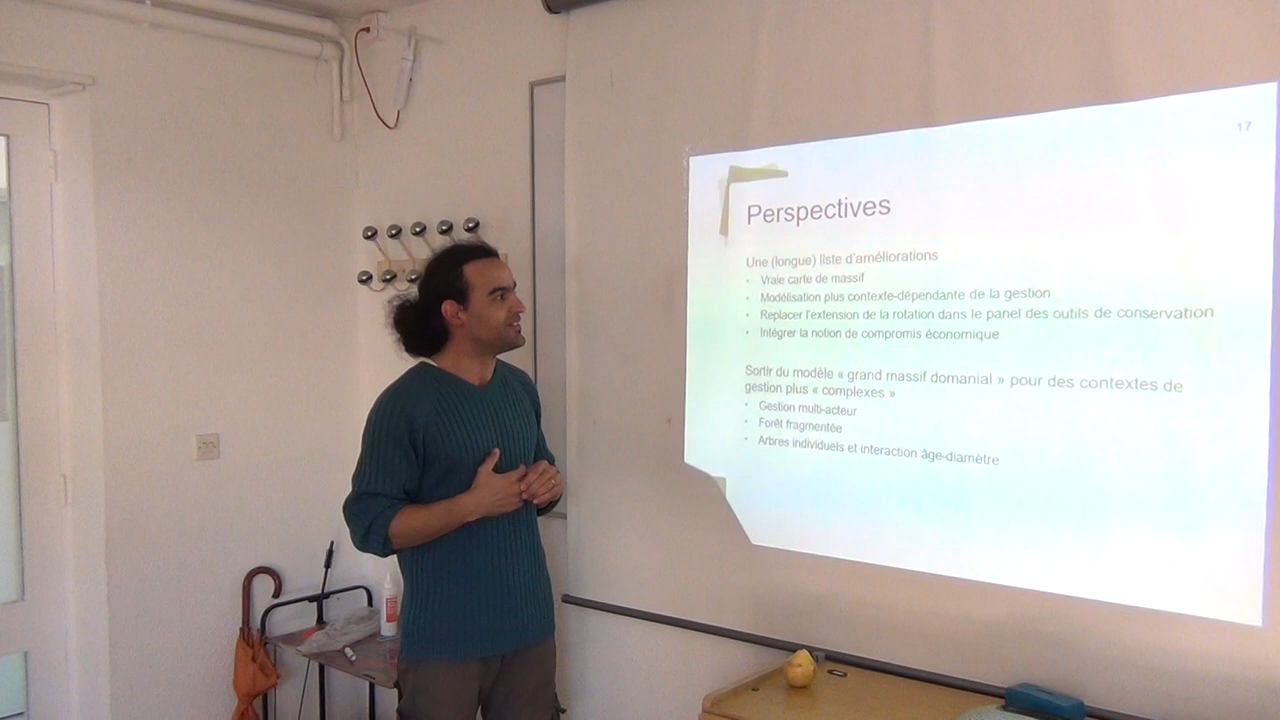 17
Perspectives
Une (longue) liste d'améliorations
• Vraie carte de massif
• Modélisation plus contexte-dépendante de la gestion
• Replacer l'extension de la rotation dans le panel des outils de conservation
• Intégrer la notion de compromis économique
Sortir du modèle « grand massif domanial » pour des contextes de
gestion plus « complexes »
• Gestion multi-acteur
• Forêt fragmentée
• Arbres individuels et interaction âge-diamètre